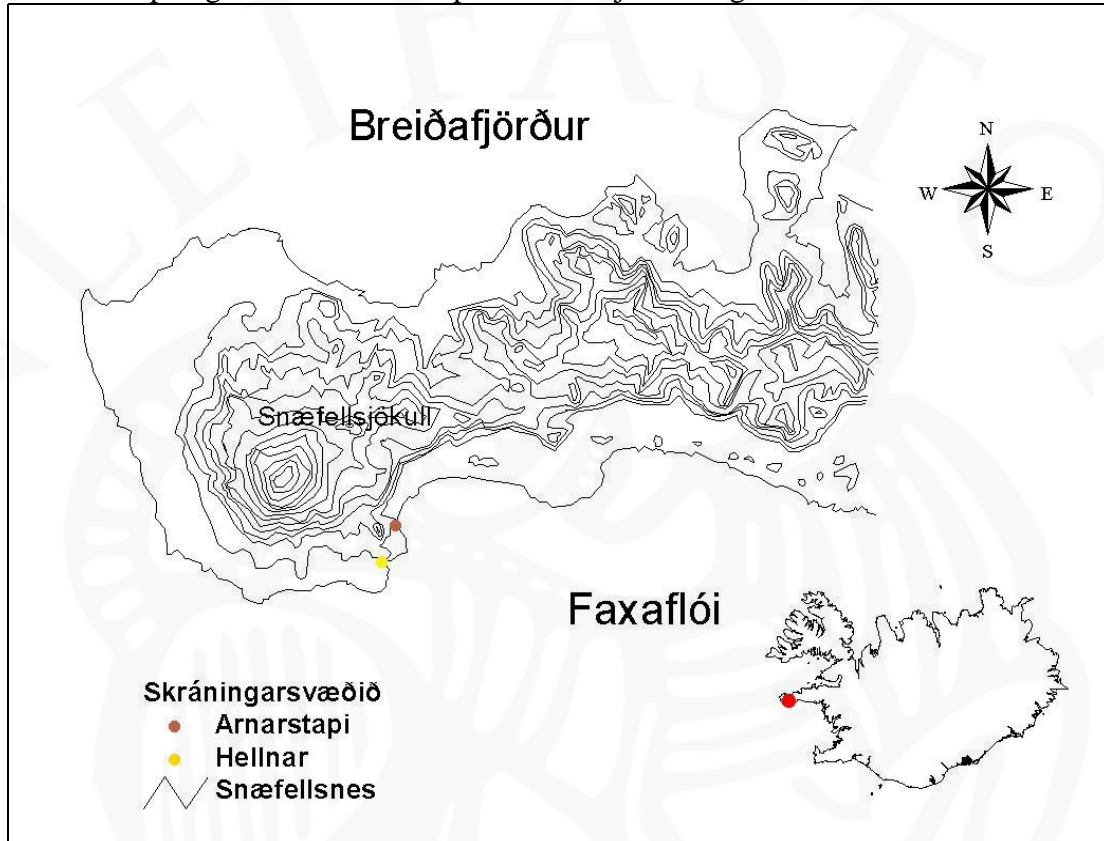 Breiðafjörður
N
W E
S
Snæfellsjökull
Faxaflói
Skráningarsvæðið
Arnarstapi
Hellnar
Snæfellsnes